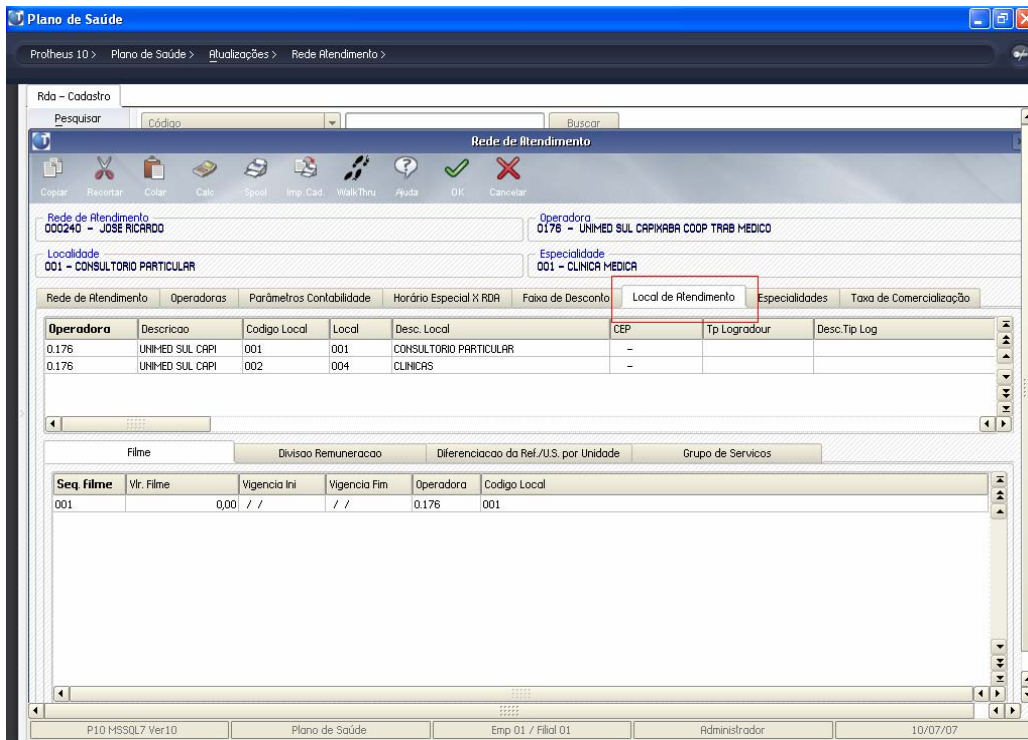 Plano de Saúde
Protheus 10 > Plano de Saúde > Atualizações > Rede Atendimento >
Rda - Cadastro
Pesquisar Código Buscar
Rede de Atendimento
Copiar Recortar Colar Calc Spool Imp. Cad. WalkThru Ajuda OK Cancelar
Rede de Atendimento Operadora
000240 - JOSE RICARDO 0176 - UNIMED SUL CAPIXABA COOP TRAB MEDICO
Localidade Especialidade
001 - CONSULTORIO PARTICULAR 001 - CLINICA MEDICA
Rede de Atendimento Operadoras Parâmetros Contabilidade Horário Especial X RDA Faixa de Desconto Local de Atendimento Especialidades Taxa de Comercialização
Operadora Descricao Codigo Local Local Desc. Local CEP Tp Logradour Desc.Tip Log
0.176 UNIMED SUL CAPI 001 001 CONSULTORIO PARTICULAR -
0.176 UNIMED SUL CAPI 002 004 CLINICAS -
Filme Divisao Remuneracao Diferenciacao da Ref./U.S. por Unidade Grupo de Servicos
Seq. filme Vlr. Filme Vigencia Ini Vigencia Fim Operadora Codigo Local
001 0,00 / / / / 0.176 001
P10 MSSQL7 Ver10 Plano de Saúde Emp 01 / Filial 01 Administrador 10/07/07